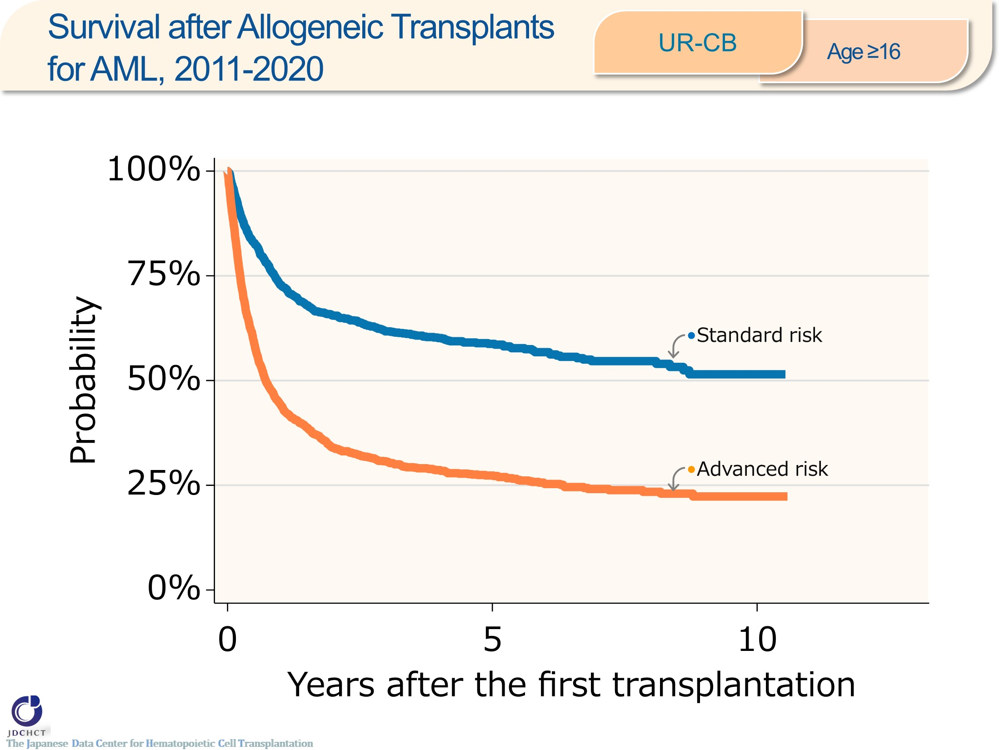 Survival after Allogeneic Transplants
for AML, 2011-2020
UR-CB
Age ≥16
100%
75%
50%
25%
0%
Probability
Standard risk
Advanced risk
0
5
10
Years after the first transplantation
JDCHCT
The Japanese Data Center for Hematopoietic Cell Transplantation